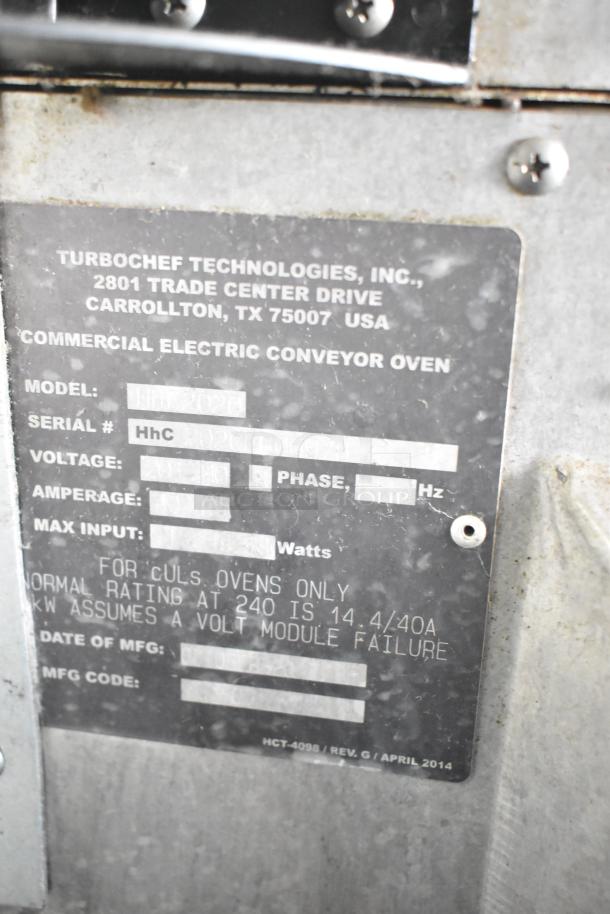 TURBOCHEF TECHNOLOGIES, INC.,
2801 TRADE CENTER DRIVE
CARROLLTON, TX 75007 USA
COMMERCIAL ELECTRIC CONVEYOR OVEN
MODEL:
SERIAL # HhC
VOLTAGE: PHASE, Hz
AMPERAGE:
AUCTION GROUP
MAX INPUT: Watts
FOR cULs OVENS ONLY
NORMAL RATING AT 240 IS 14.4/40A
kW ASSUMES A VOLT MODULE FAILURE
DATE OF MFG:
MFG CODE:
HCT-4098 / REV. G / APRIL 2014